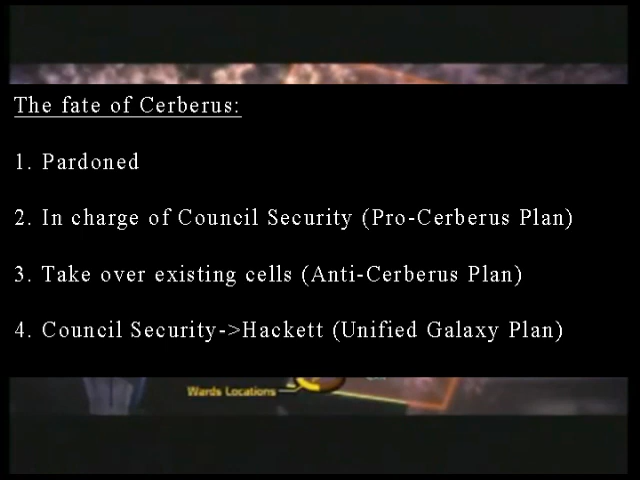 The fate of Cerberus:
1. Pardoned
2. In charge of Council Security (Pro-Cerberus Plan)
3. Take over existing cells (Anti-Cerberus Plan)
4. Council Security->Hackett (Unified Galaxy Plan)
Wards Locations